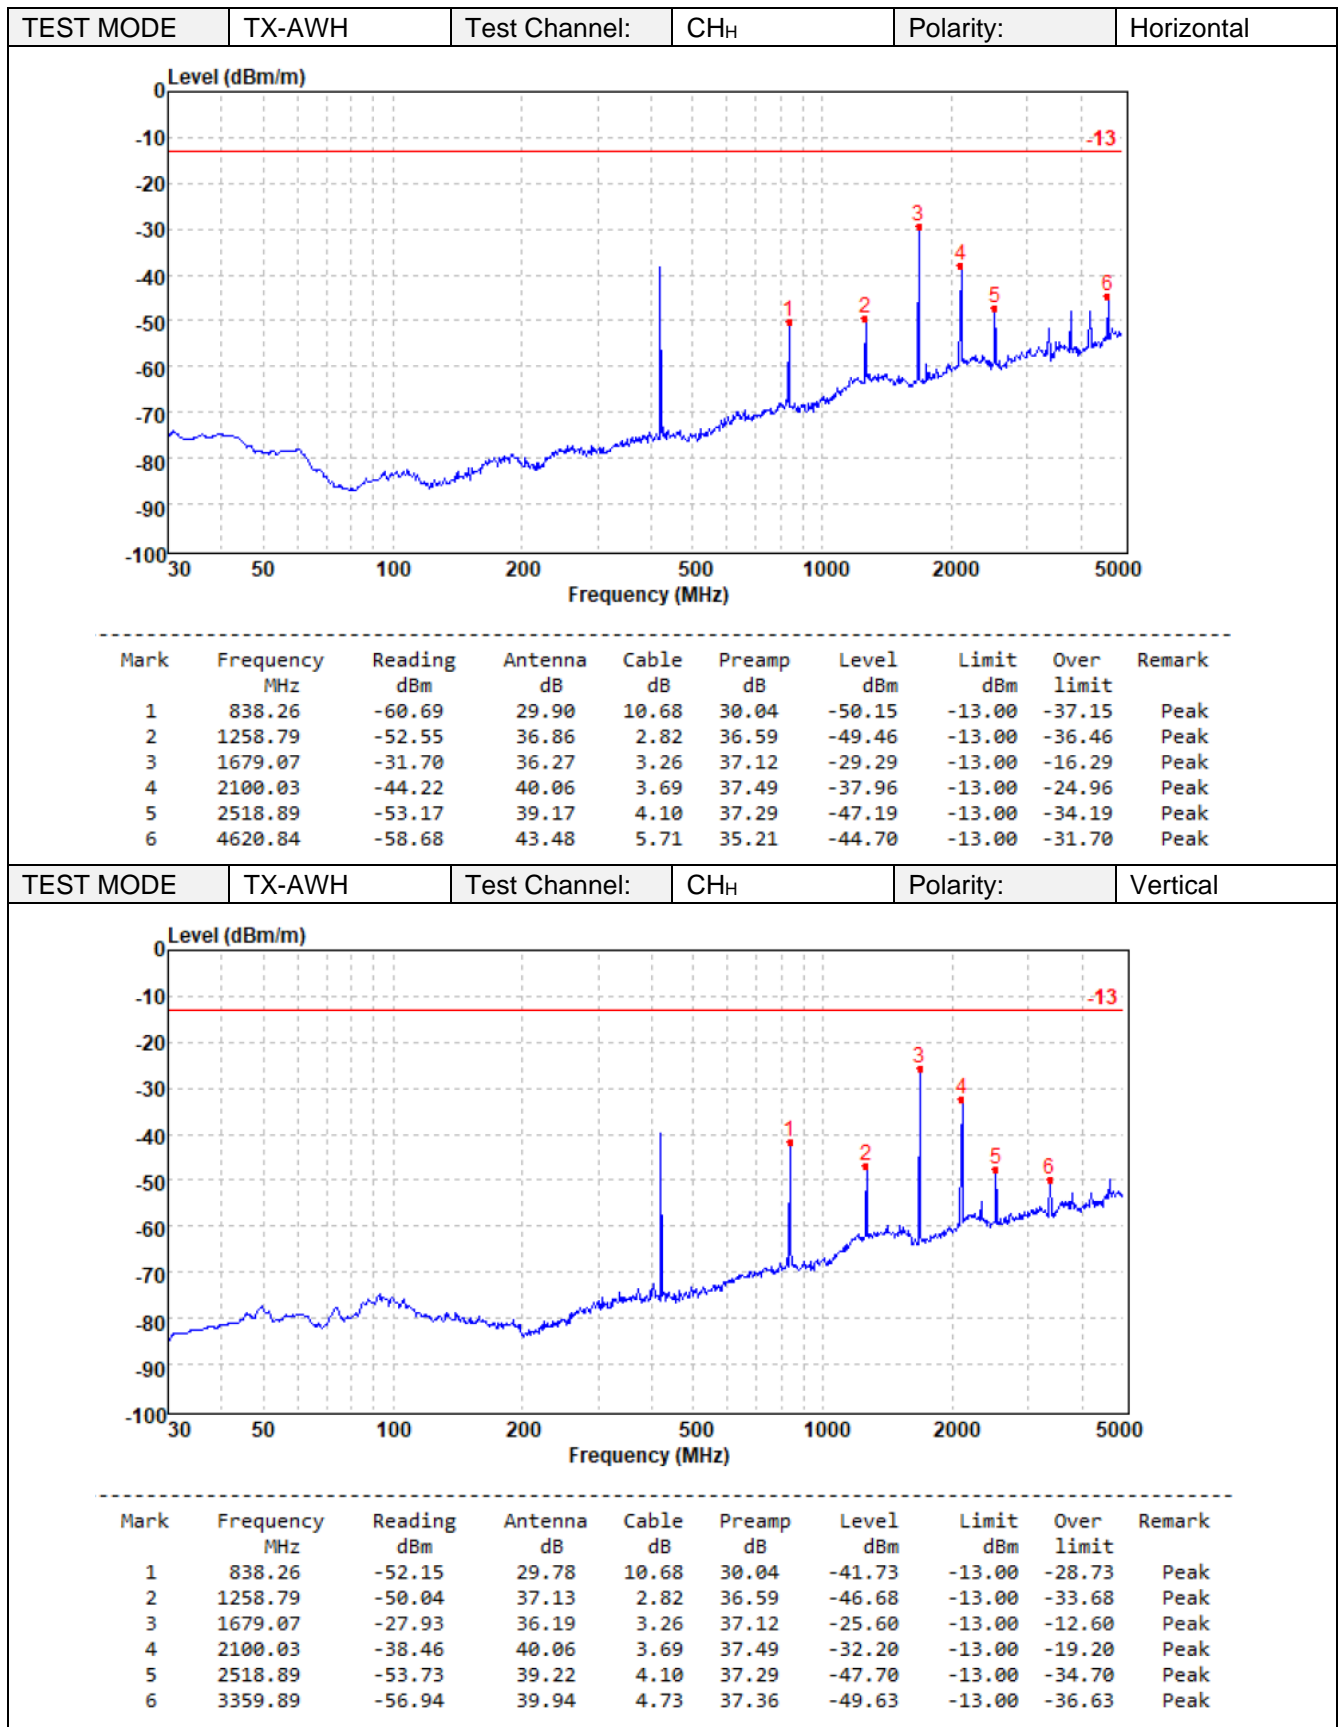 TEST MODE TX-AWH Test Channel: CHH Polarity: Horizontal
Level (dBm/m)
0
-10
-13
-20
-30
3
4
-40
6
5
1
2
-50
-60
-70
-80
-90
-100
30 50 100 200 500 1000 2000 5000
Frequency (MHz)
Mark Frequency Reading Antenna Cable Preamp Level Limit Over Remark
MHz dBm dB dB dB dBm dBm limit
1 838.26 -60.69 29.90 10.68 30.04 -50.15 -13.00 -37.15 Peak
2 1258.79 -52.55 36.86 2.82 36.59 -49.46 -13.00 -36.46 Peak
3 1679.07 -31.70 36.27 3.26 37.12 -29.29 -13.00 -16.29 Peak
4 2100.03 -44.22 40.06 3.69 37.49 -37.96 -13.00 -24.96 Peak
5 2518.89 -53.17 39.17 4.10 37.29 -47.19 -13.00 -34.19 Peak
6 4620.84 -58.68 43.48 5.71 35.21 -44.70 -13.00 -31.70 Peak
TEST MODE TX-AWH Test Channel: CHH Polarity: Vertical
Level (dBm/m)
0
-10
-13
-20
3
-30
4
-40
1
2
5
6
-50
-60
-70
-80
-90
-100
30 50 100 200 500 1000 2000 5000
Frequency (MHz)
Mark Frequency Reading Antenna Cable Preamp Level Limit Over Remark
MHz dBm dB dB dB dBm dBm limit
1 838.26 -52.15 29.78 10.68 30.04 -41.73 -13.00 -28.73 Peak
2 1258.79 -50.04 37.13 2.82 36.59 -46.68 -13.00 -33.68 Peak
3 1679.07 -27.93 36.19 3.26 37.12 -25.60 -13.00 -12.60 Peak
4 2100.03 -38.46 40.06 3.69 37.49 -32.20 -13.00 -19.20 Peak
5 2518.89 -53.73 39.22 4.10 37.29 -47.70 -13.00 -34.70 Peak
6 3359.89 -56.94 39.94 4.73 37.36 -49.63 -13.00 -36.63 Peak